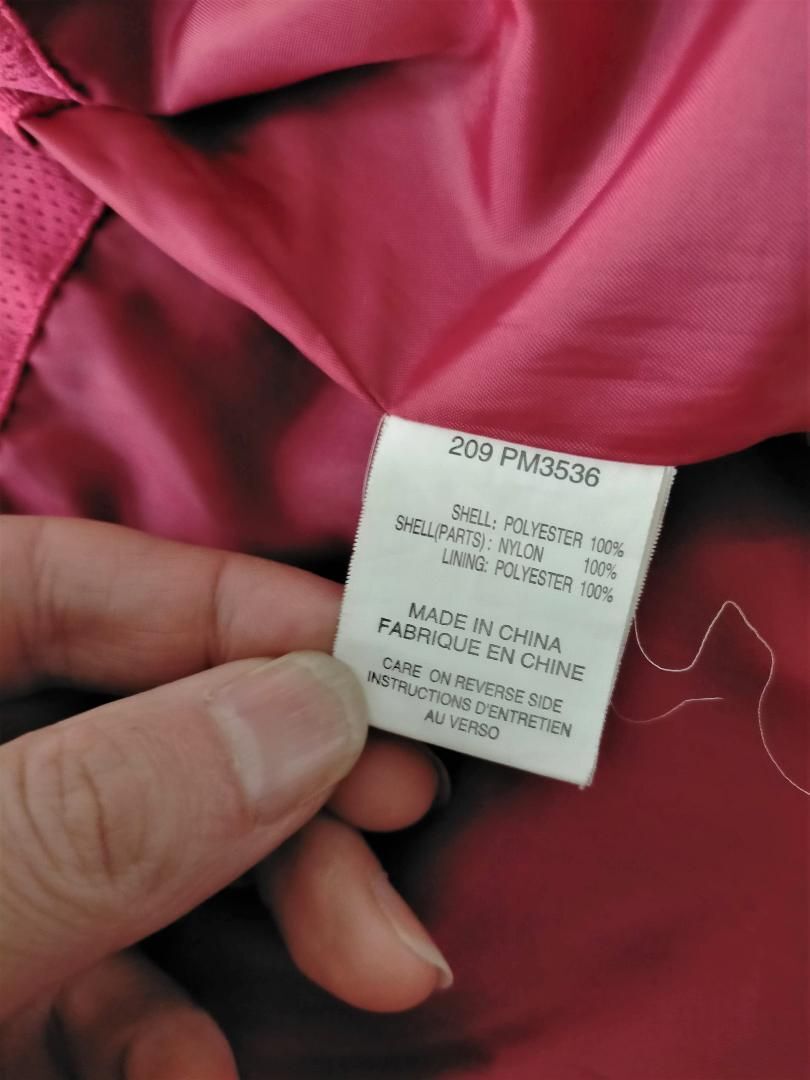 209 PM3536
SHELL: POLYESTER 100%
SHELL(PARTS): NYLON 100%
LINING: POLYESTER 100%
MADE IN CHINA
FABRIQUE EN CHINE
CARE ON REVERSE SIDE
INSTRUCTIONS D'ENTRETIEN
AU VERSO